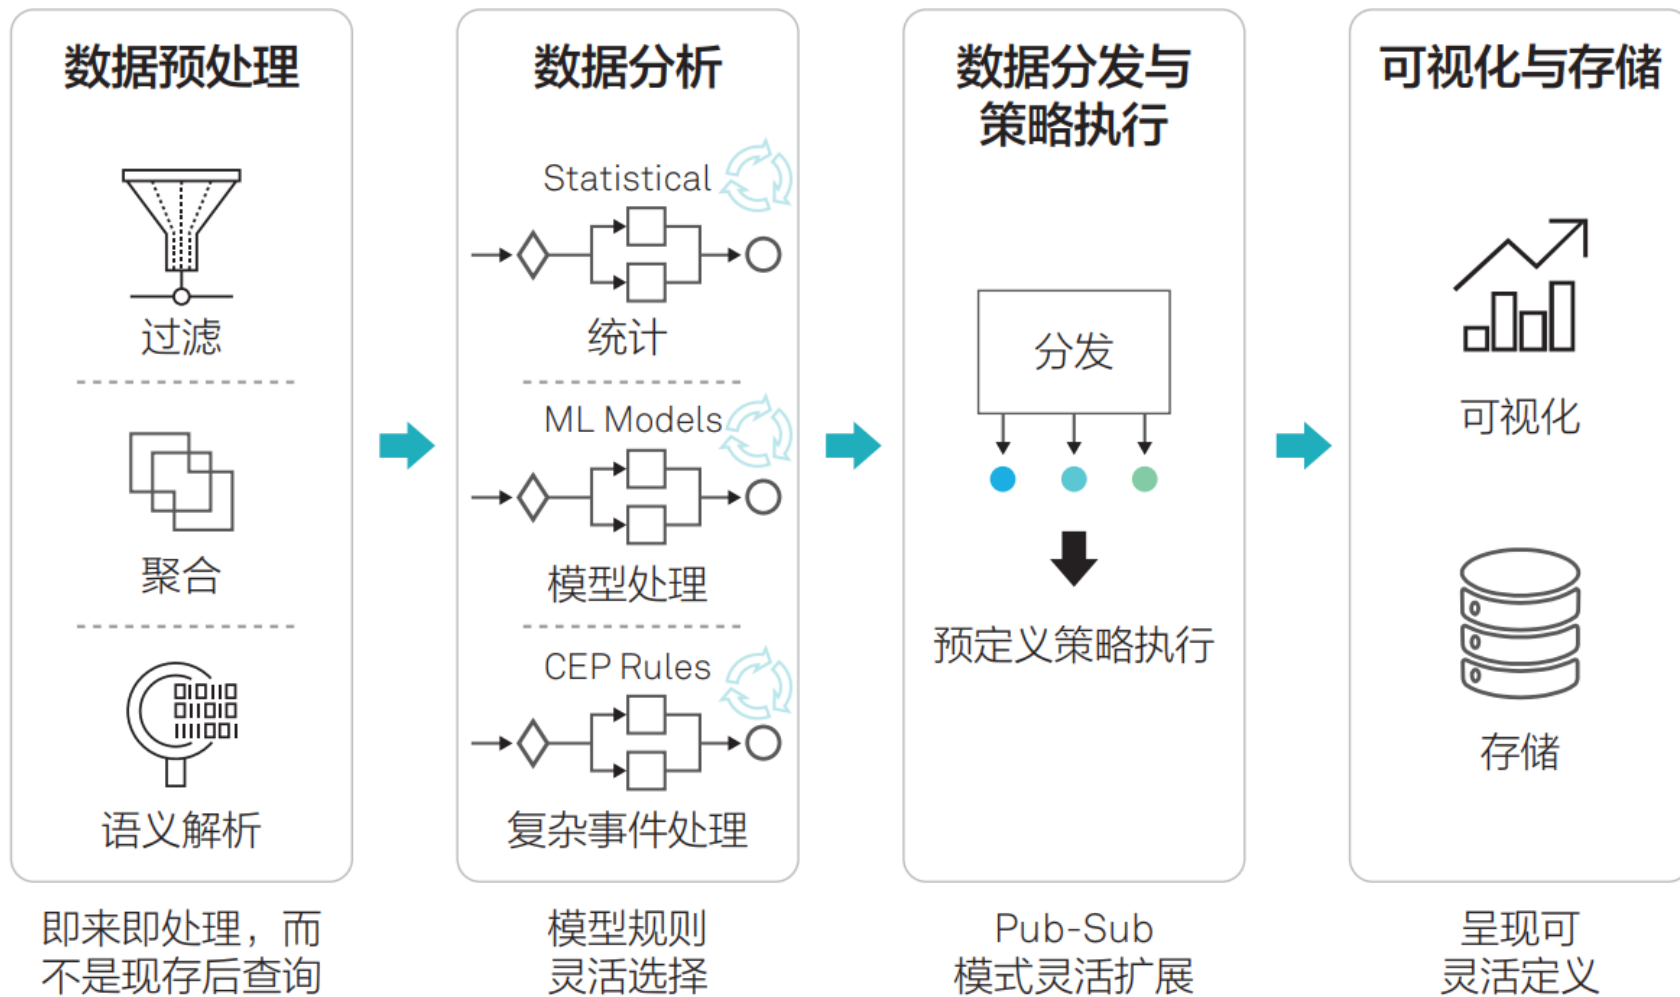 数据预处理
过滤
聚合
语义解析
即来即处理，而
不是现存后查询
数据分析
Statistical
统计
ML Models
模型处理
CEP Rules
复杂事件处理
模型规则
灵活选择
数据分发与
策略执行
分发
预定义策略执行
Pub-Sub
模式灵活扩展
可视化与存储
可视化
存储
呈现可
灵活定义